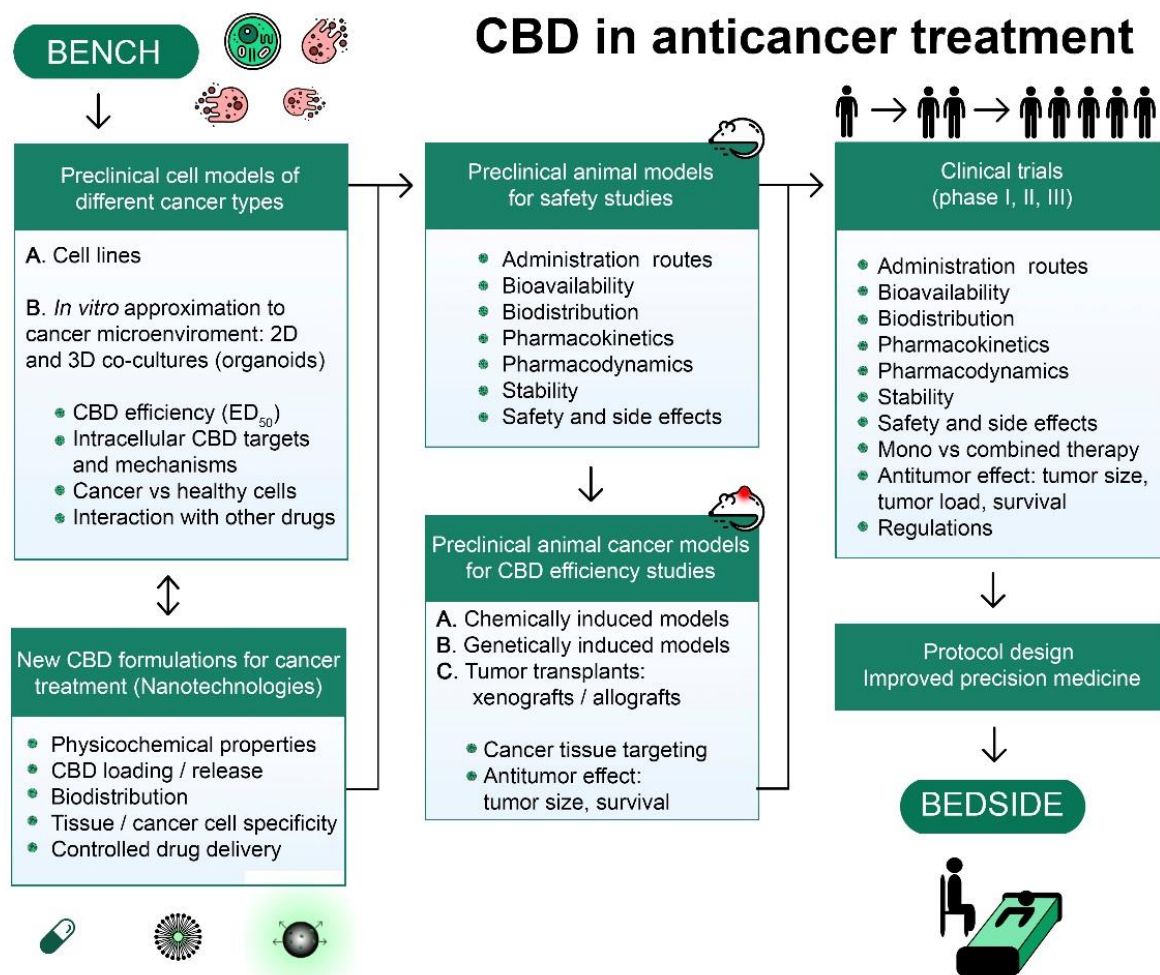 CBD in anticancer treatment
BENCH
Preclinical cell models of
different cancer types
A. Cell lines
B. In vitro approximation to
cancer microenviroment: 2D
and 3D co-cultures (organoids)
CBD efficiency (ED50)
Intracellular CBD targets
and mechanisms
Cancer vs healthy cells
Interaction with other drugs
New CBD formulations for cancer
treatment (Nanotechnologies)
Physicochemical properties
CBD loading / release
Biodistribution
Tissue / cancer cell specificity
Controlled drug delivery
Preclinical animal models
for safety studies
Administration routes
Bioavailability
Biodistribution
Pharmacokinetics
Pharmacodynamics
Stability
Safety and side effects
Preclinical animal cancer models
for CBD efficiency studies
A. Chemically induced models
B. Genetically induced models
C. Tumor transplants:
xenografts / allografts
Cancer tissue targeting
Antitumor effect:
tumor size, survival
Clinical trials
(phase I, II, III)
Administration routes
Bioavailability
Biodistribution
Pharmacokinetics
Pharmacodynamics
Stability
Safety and side effects
Mono vs combined therapy
Antitumor effect: tumor size,
tumor load, survival
Regulations
Protocol design
Improved precision medicine
BEDSIDE